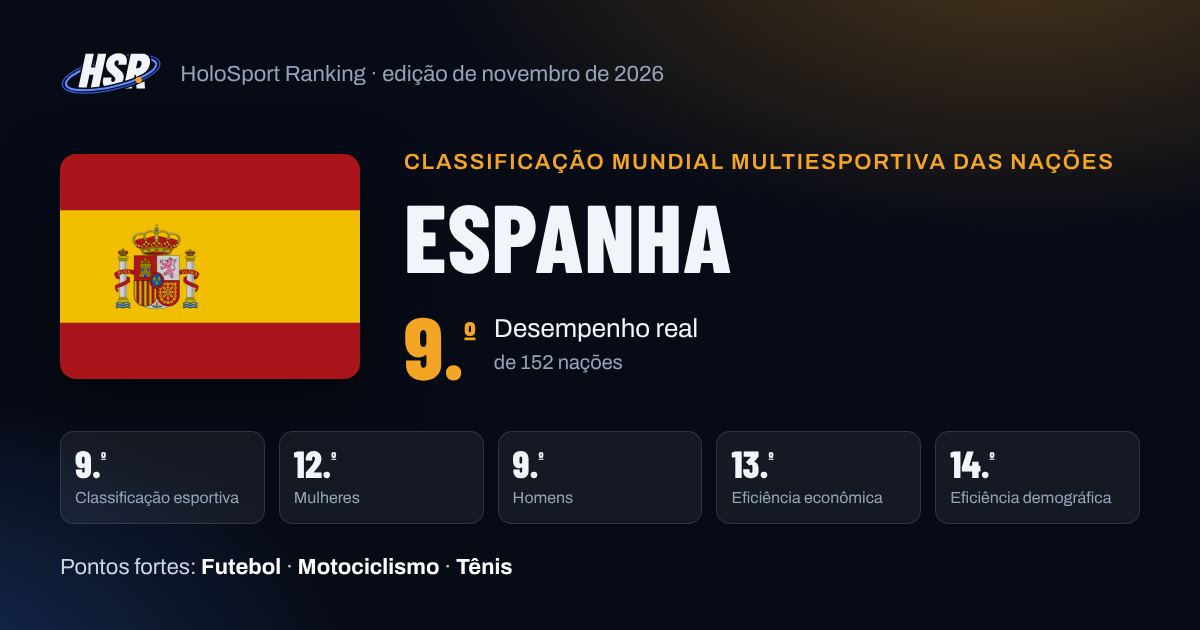 HSR HoloSport Ranking · edição de novembro de 2026
CLASSIFICAÇÃO MUNDIAL MULTIESPORTIVA DAS NAÇÕES
ESPANHA
9.º Desempenho real
de 152 nações
9.º
Classificação esportiva
12.º
Mulheres
9.º
Homens
13.º
Eficiência econômica
14.º
Eficiência demográfica
Pontos fortes: Futebol · Motociclismo · Tênis